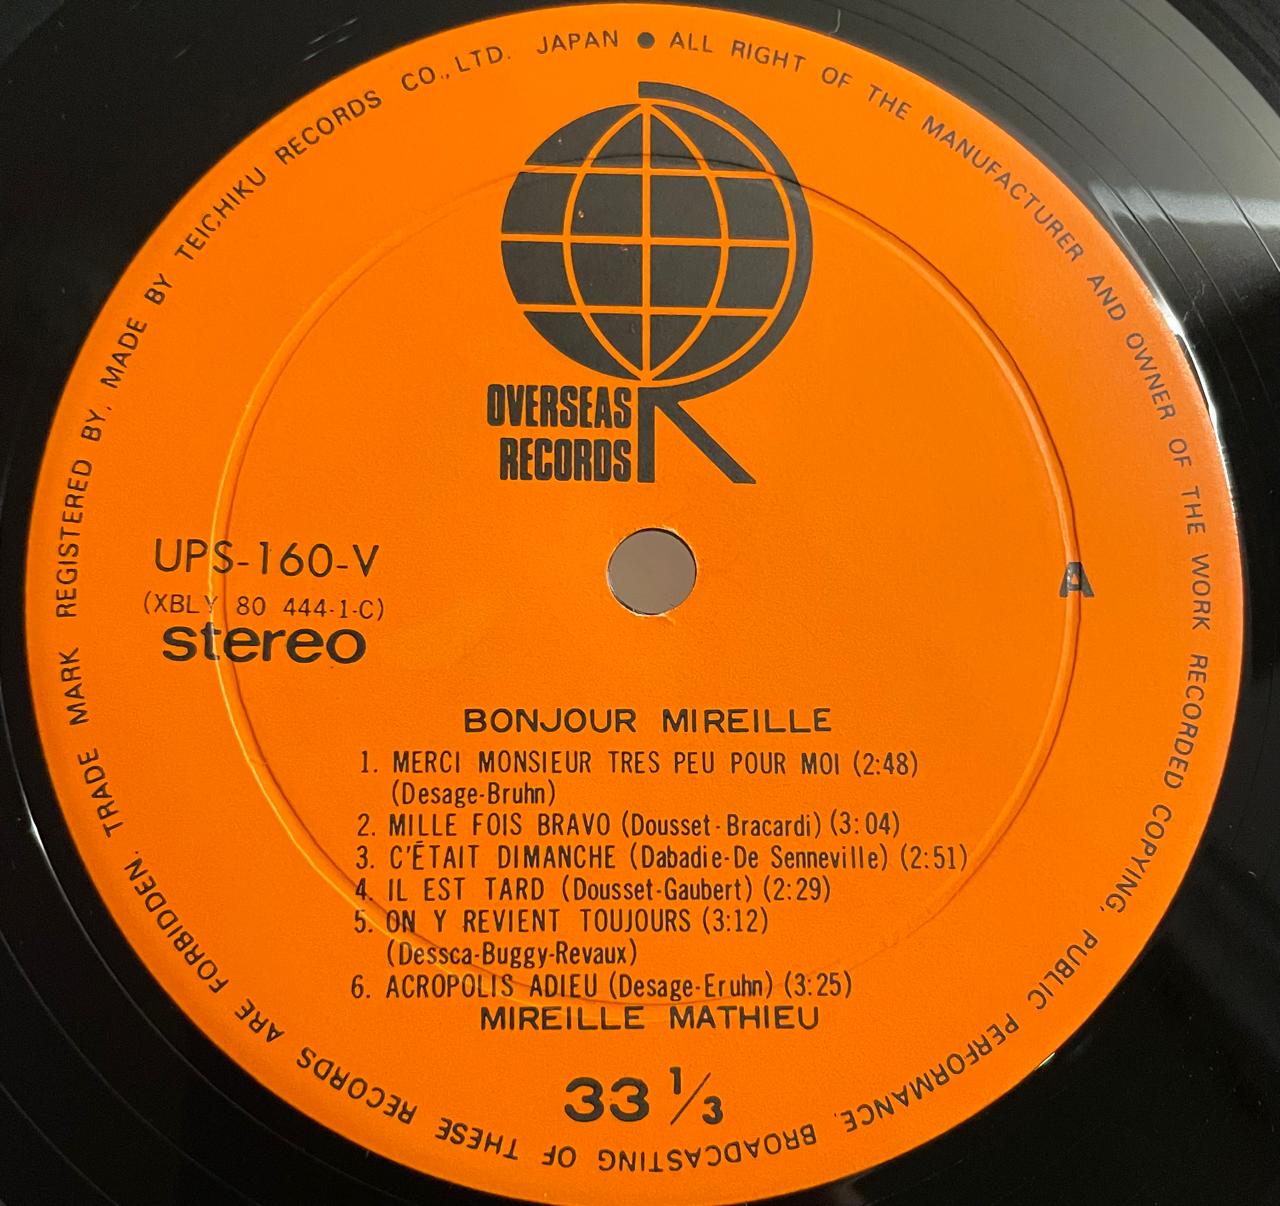 TRADE MARK REGISTERED BY, MADE BY TEICHIKU RECORDS CO., LTD. JAPAN ● ALL RIGHT OF THE MANUFACTURER AND OWNER OF THE WORK RECORDED COPYING, PUBLIC PERFORMANCE, BROADCASTING OF THESE RECORDS ARE FORBIDDEN.
OVERSEAS
RECORDS
UPS-160-V
(XBLY 80 444-1-C)
stereo
A
BONJOUR MIREILLE
1. MERCI MONSIEUR TRES PEU POUR MOI (2:48)
(Desage-Bruhn)
2. MILLE FOIS BRAVO (Dousset-Bracardi) (3:04)
3. C'ÉTAIT DIMANCHE (Dabadie-De Senneville) (2:51)
4. IL EST TARD (Dousset-Gaubert) (2:29)
5. ON Y REVIENT TOUJOURS (3:12)
(Dessca-Buggy-Revaux)
6. ACROPOLIS ADIEU (Desage-Eruhn) (3:25)
MIREILLE MATHIEU
33 1/3